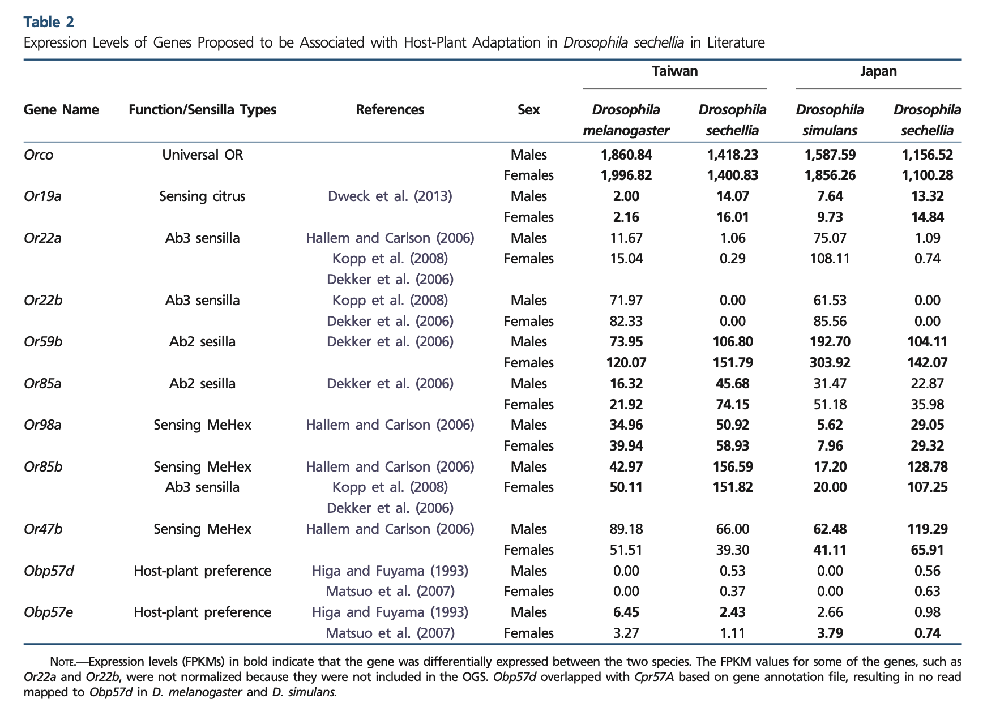 Table 2
Expression Levels of Genes Proposed to be Associated with Host-Plant Adaptation in Drosophila sechellia in Literature
Taiwan Japan
Gene Name Function/Sensilla Types References Sex Drosophila Drosophila Drosophila Drosophila
melanogaster sechellia simulans sechellia
Orco Universal OR Males 1,860.84 1,418.23 1,587.59 1,156.52
Females 1,996.82 1,400.83 1,856.26 1,100.28
Or19a Sensing citrus Dweck et al. (2013) Males 2.00 14.07 7.64 13.32
Females 2.16 16.01 9.73 14.84
Or22a Ab3 sensilla Hallem and Carlson (2006) Males 11.67 1.06 75.07 1.09
Kopp et al. (2008) Females 15.04 0.29 108.11 0.74
Dekker et al. (2006)
Or22b Ab3 sensilla Kopp et al. (2008) Males 71.97 0.00 61.53 0.00
Dekker et al. (2006) Females 82.33 0.00 85.56 0.00
Or59b Ab2 sesilla Dekker et al. (2006) Males 73.95 106.80 192.70 104.11
Females 120.07 151.79 303.92 142.07
Or85a Ab2 sesilla Dekker et al. (2006) Males 16.32 45.68 31.47 22.87
Females 21.92 74.15 51.18 35.98
Or98a Sensing MeHex Hallem and Carlson (2006) Males 34.96 50.92 5.62 29.05
Females 39.94 58.93 7.96 29.32
Or85b Sensing MeHex Hallem and Carlson (2006) Males 42.97 156.59 17.20 128.78
Ab3 sensilla Kopp et al. (2008) Females 50.11 151.82 20.00 107.25
Dekker et al. (2006)
Or47b Sensing MeHex Hallem and Carlson (2006) Males 89.18 66.00 62.48 119.29
Females 51.51 39.30 41.11 65.91
Obp57d Host-plant preference Higa and Fuyama (1993) Males 0.00 0.53 0.00 0.56
Matsuo et al. (2007) Females 0.00 0.37 0.00 0.63
Obp57e Host-plant preference Higa and Fuyama (1993) Males 6.45 2.43 2.66 0.98
Matsuo et al. (2007) Females 3.27 1.11 3.79 0.74
NOTE.—Expression levels (FPKMs) in bold indicate that the gene was differentially expressed between the two species. The FPKM values for some of the genes, such as
Or22a and Or22b, were not normalized because they were not included in the OGS. Obp57d overlapped with Cpr57A based on gene annotation file, resulting in no read
mapped to Obp57d in D. melanogaster and D. simulans.